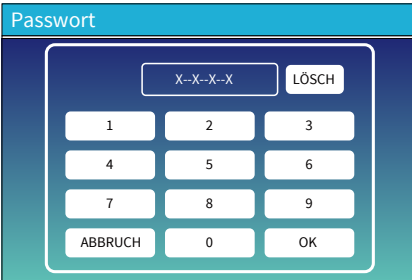 Passwort
X--X--X--X LÖSCH
1 2 3
4 5 6
7 8 9
ABBRUCH 0 OK